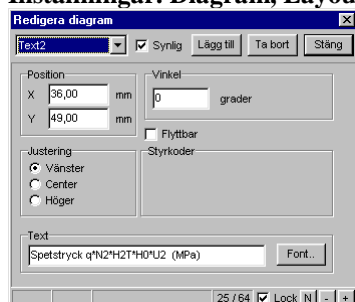 Inställningar: Diagram, Layou
Redigera diagram
Text2 Synlig Lägg till Ta bort Stäng
Position Vinkel
X 36,00 mm 0 grader
Y 49,00 mm
Flyttbar
Justering Styrkoder
Vänster
Center
Höger
Text
Spetstryck q*N2*H2T*H0*U2 (MPa) Font..
25 / 64 Lock N - +